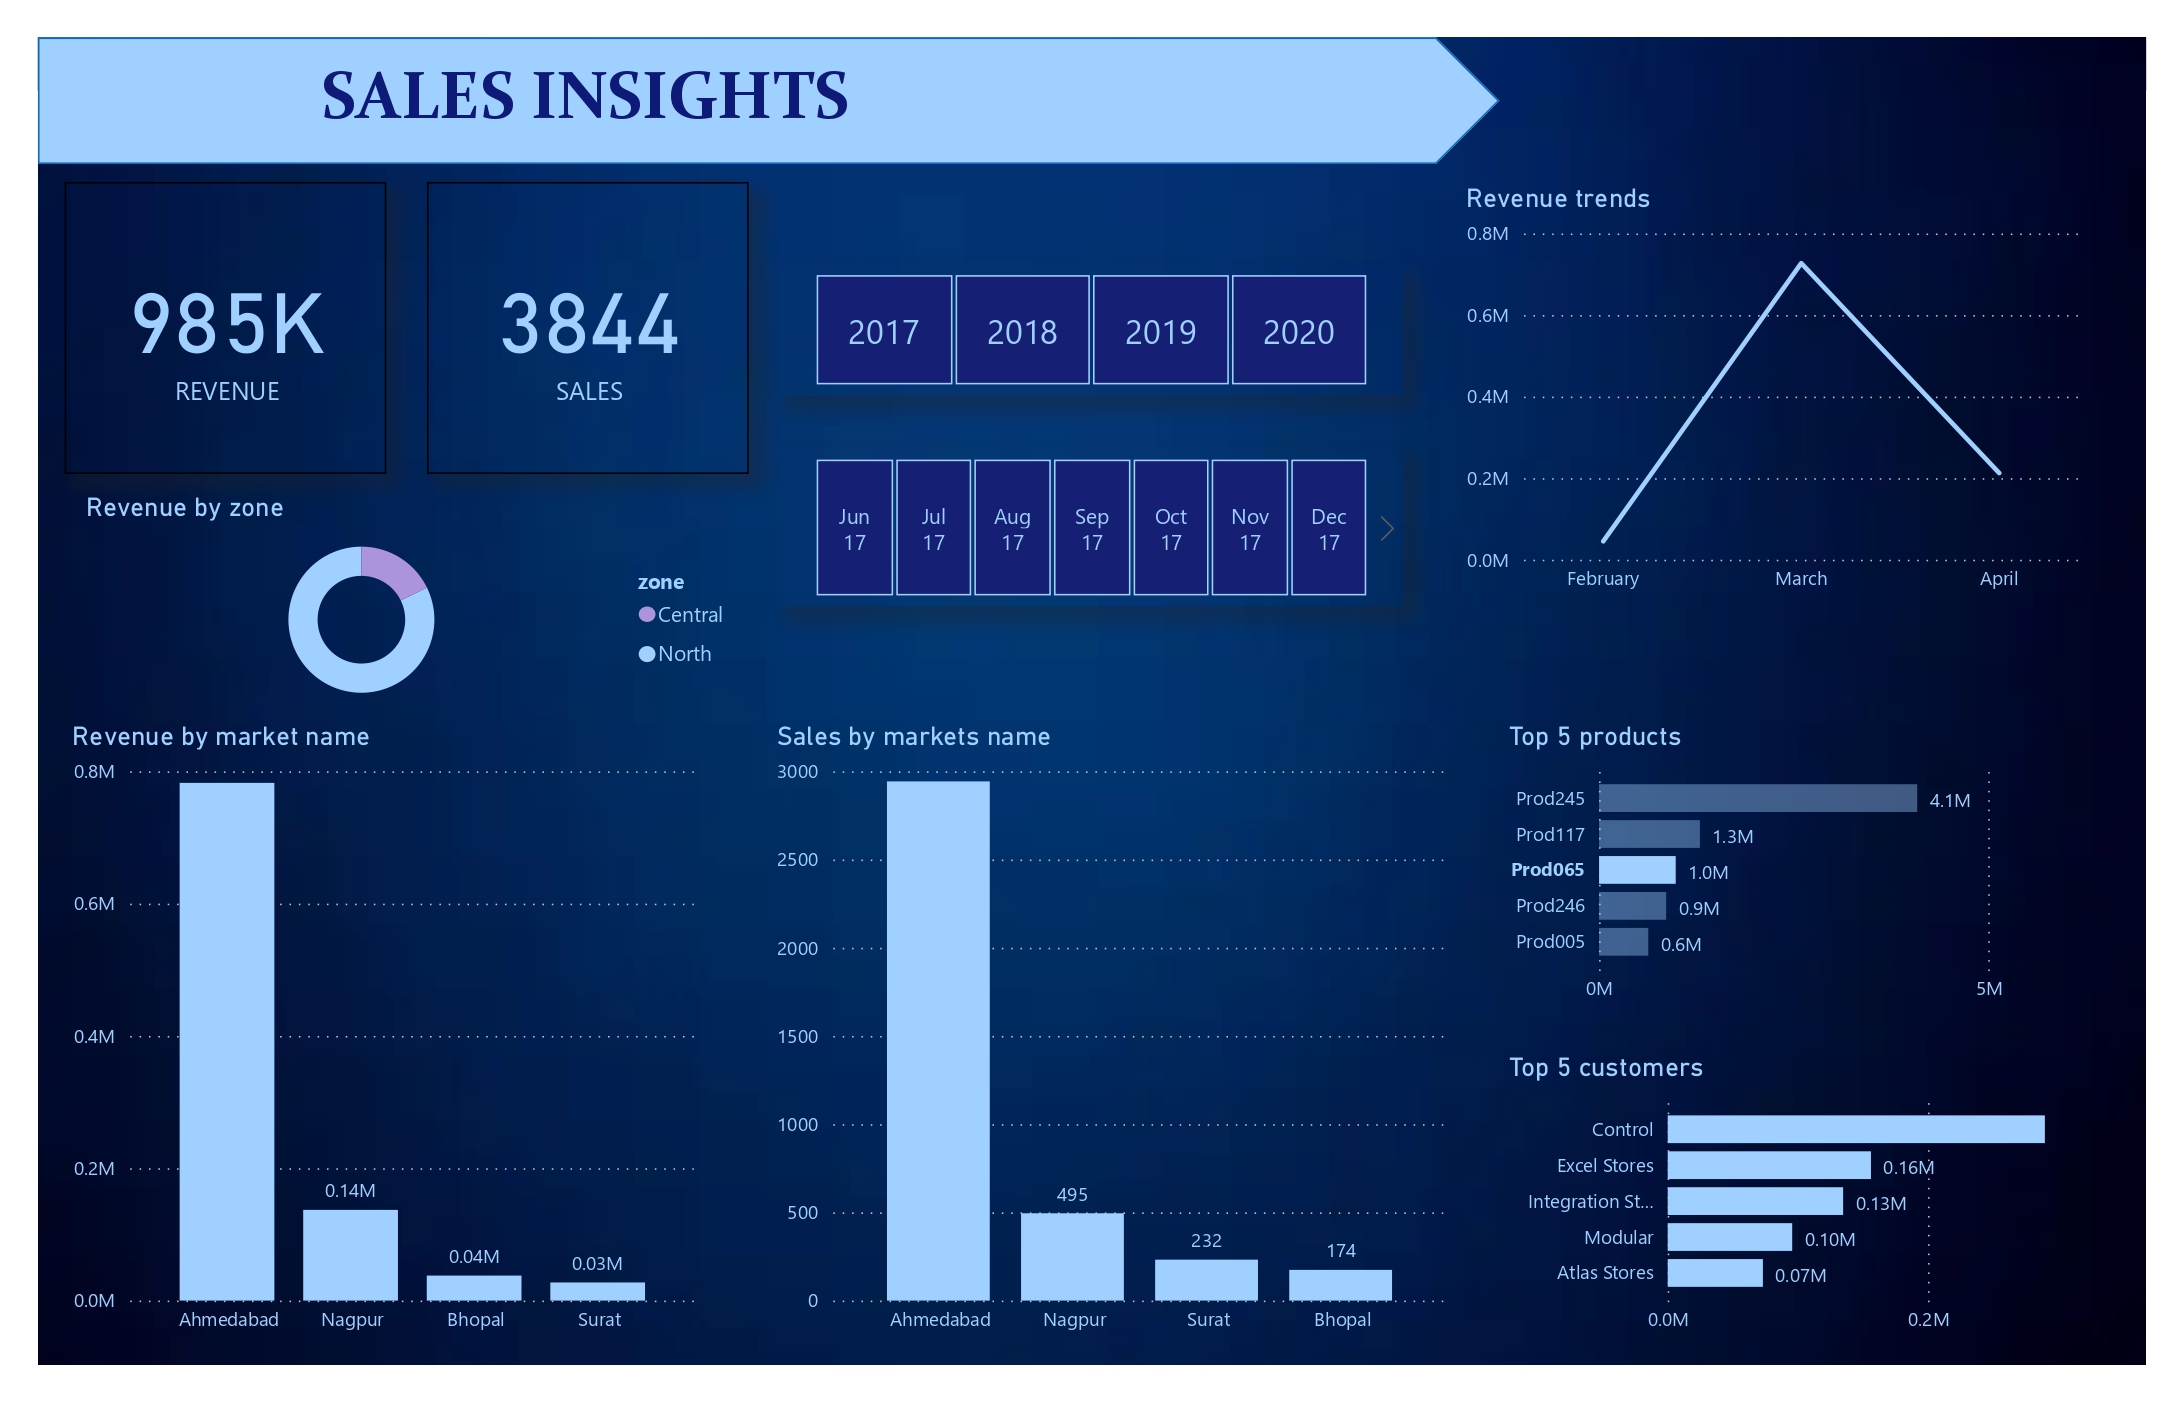 SALES INSIGHTS
985K
REVENUE
3844
SALES
2017
2018
2019
2020
Jun
17
Jul
17
Aug
17
Sep
17
Oct
17
Nov
17
Dec
17
Revenue trends
0.8M
0.6M
0.4M
0.2M
0.0M
February
March
April
Revenue by zone
zone
Central
North
Revenue by market name
0.8M
0.6M
0.4M
0.2M
0.0M
0.14M
0.04M
0.03M
Ahmedabad
Nagpur
Bhopal
Surat
Sales by markets name
3000
2500
2000
1500
1000
500
0
495
232
174
Ahmedabad
Nagpur
Surat
Bhopal
Top 5 products
Prod245 4.1M
Prod117 1.3M
Prod065 1.0M
Prod246 0.9M
Prod005 0.6M
0M
5M
Top 5 customers
Control
Excel Stores 0.16M
Integration St... 0.13M
Modular 0.10M
Atlas Stores 0.07M
0.0M
0.2M